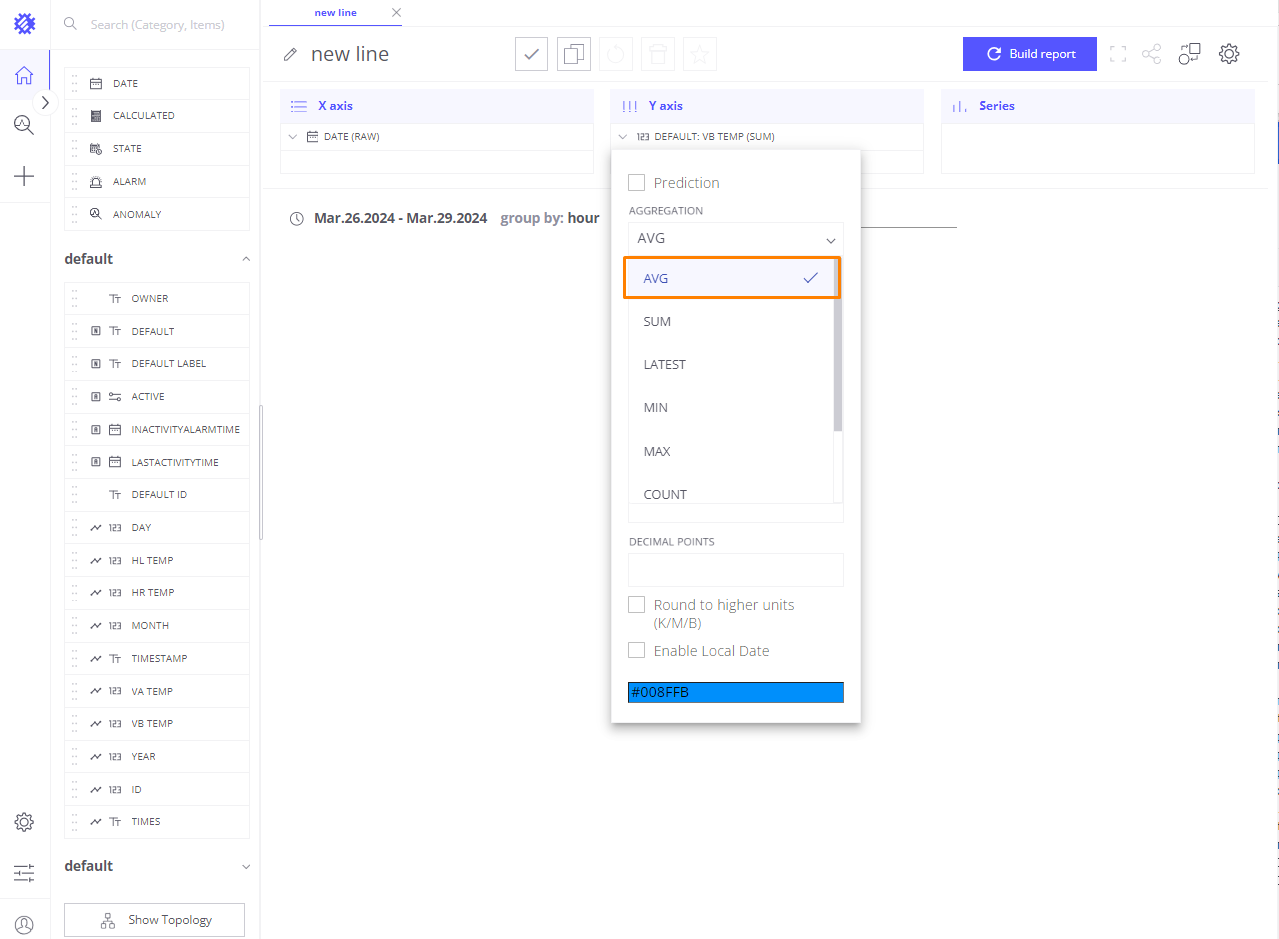 new line
Search (Category, Items)
new line
Build report
DATE
CALCULATED
STATE
ALARM
ANOMALY
X axis
Y axis
Series
DATE (RAW)
DEFAULT: VB TEMP (SUM)
Mar.26.2024 - Mar.29.2024 group by: hour
default
OWNER
DEFAULT
DEFAULT LABEL
ACTIVE
INACTIVITYALARMTIME
LASTACTIVITYTIME
DEFAULT ID
123 DAY
123 HL TEMP
123 HR TEMP
123 MONTH
TIMESTAMP
123 VA TEMP
123 VB TEMP
123 YEAR
123 ID
TIMES
default
Show Topology
Prediction
AGGREGATION
AVG
AVG
SUM
LATEST
MIN
MAX
COUNT
DECIMAL POINTS
Round to higher units
(K/M/B)
Enable Local Date
#008FFB